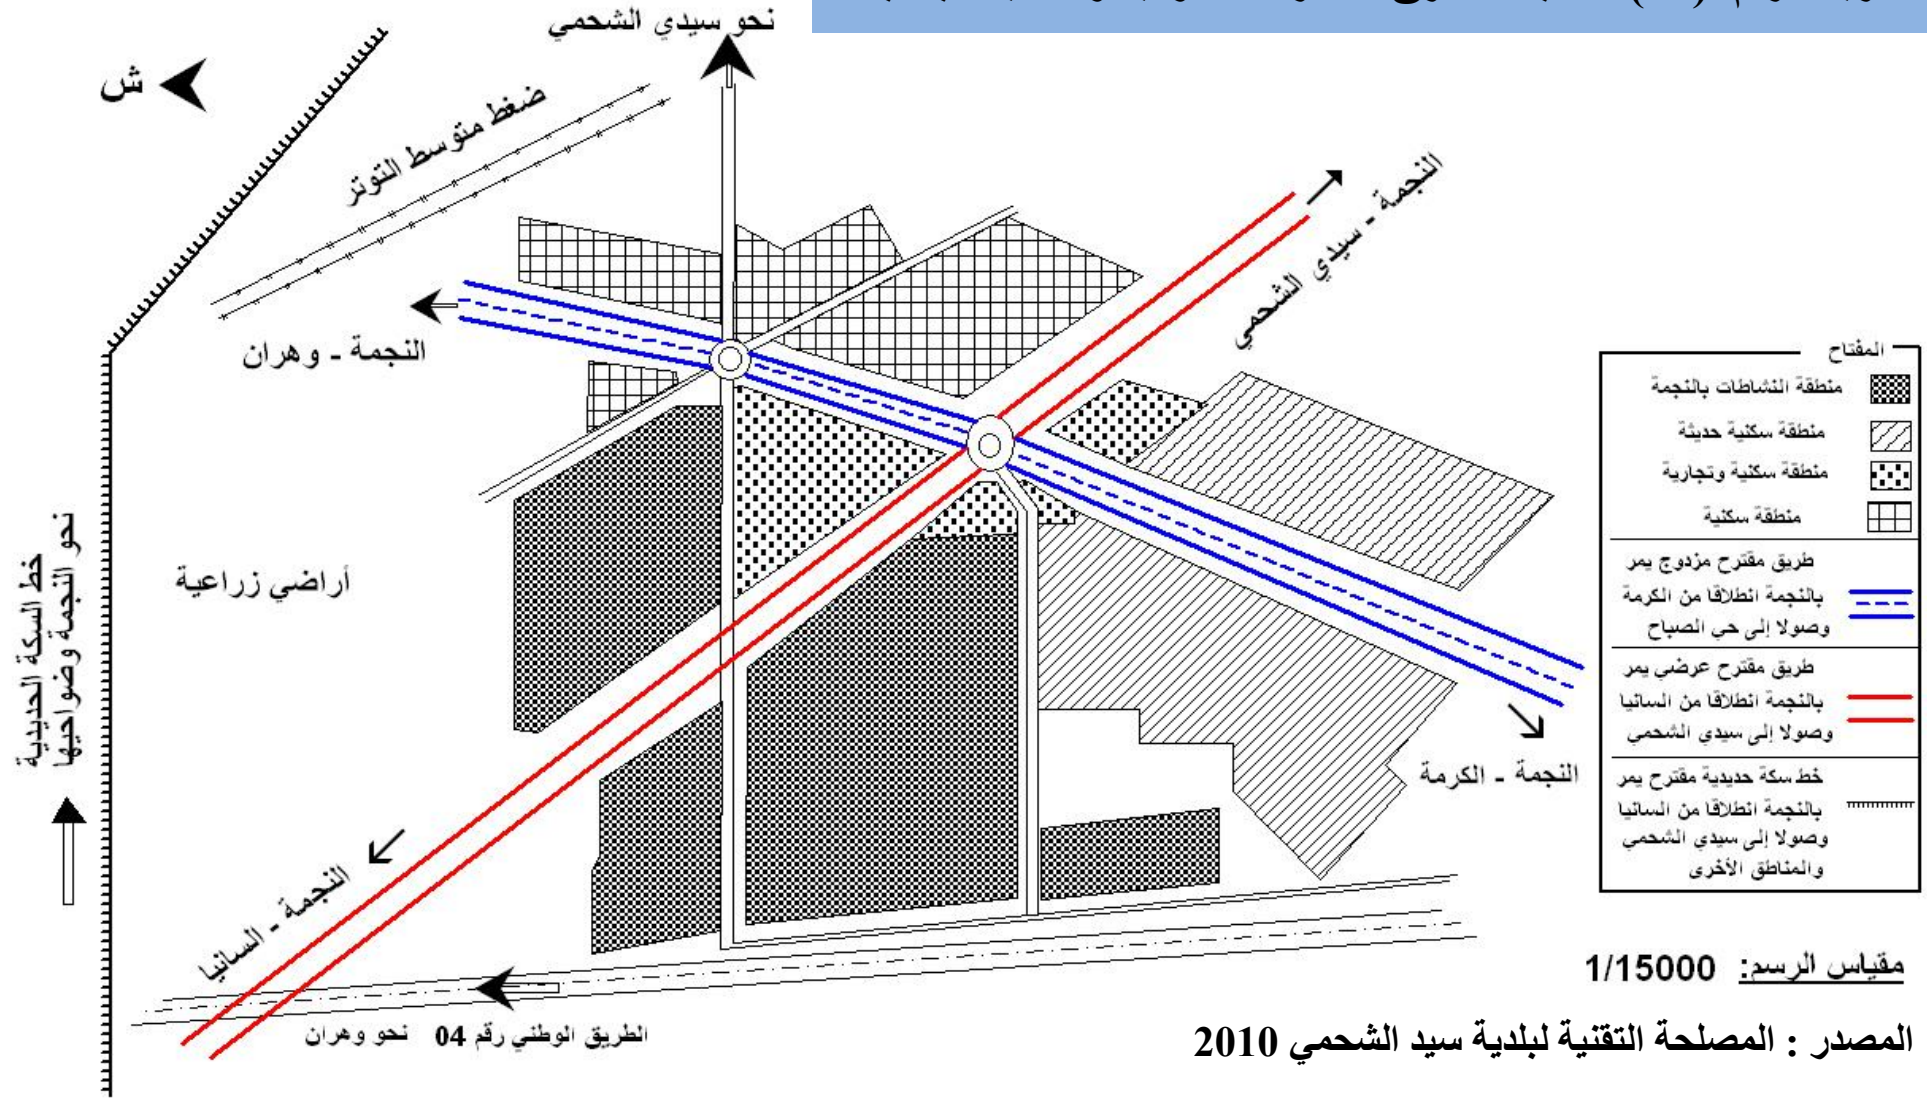 نحو سيدي الشحمي
ش
ضغط متوسط التوتر
النجمة - سيدي الشحمي
النجمة - وهران
أراضي زراعية
خط السكة الحديدية
نحو النجمة وضواحيها
النجمة - الكرمة
النجمة - السانيا
الطريق الوطني رقم 04 نحو وهران
المفتاح
منطقة النشاطات بالنجمة
منطقة سكنية حديثة
منطقة سكنية وتجارية
منطقة سكنية
طريق مقترح مزدوج يمر
بالنجمة انطلاقا من الكرمة
وصولا إلى حي الصباح
طريق مقترح عرضي يمر
بالنجمة انطلاقا من السانيا
وصولا إلى سيدي الشحمي
خط سكة حديدية مقترح يمر
بالنجمة انطلاقا من السانيا
وصولا إلى سيدي الشحمي
والمناطق الأخرى
مقياس الرسم: 1/15000
المصدر : المصلحة التقنية لبلدية سيد الشحمي 2010